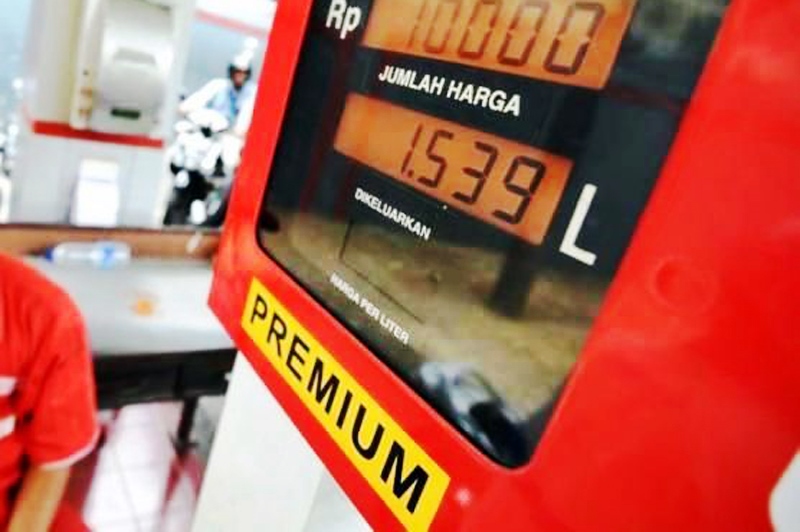 Rp 10000
JUMLAH HARGA
1.539 L
DIKELUARKAN
HARGA PER LITER
PREMIUM